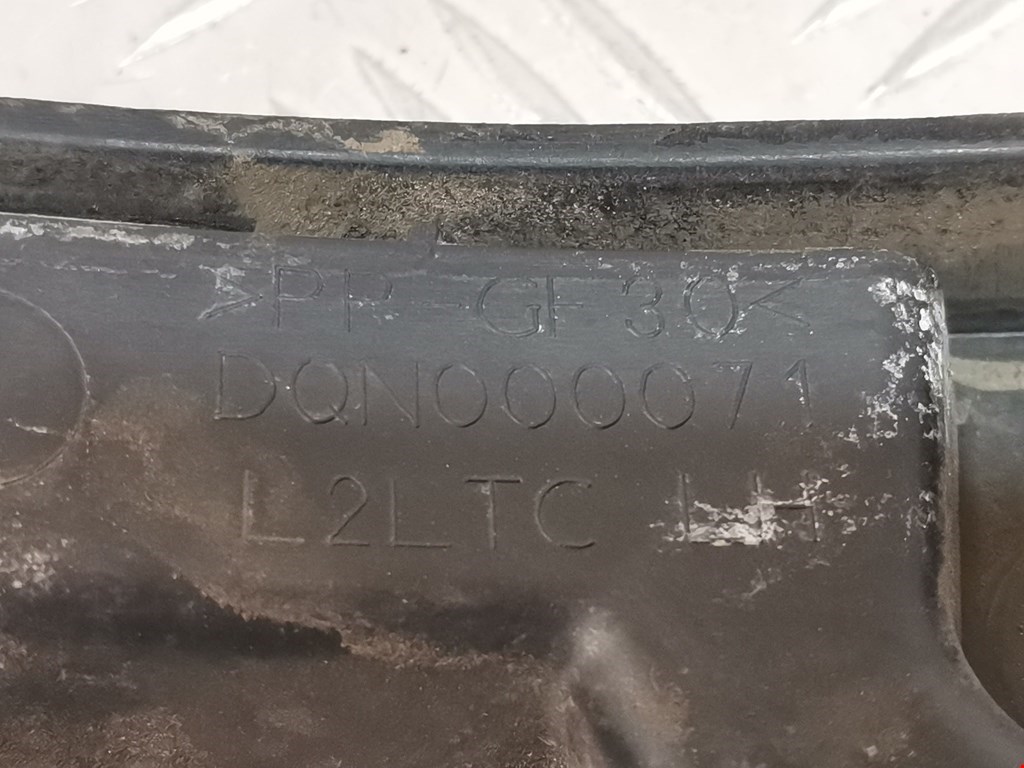 >PP-GF30<
DQN000071
L2LTC LH